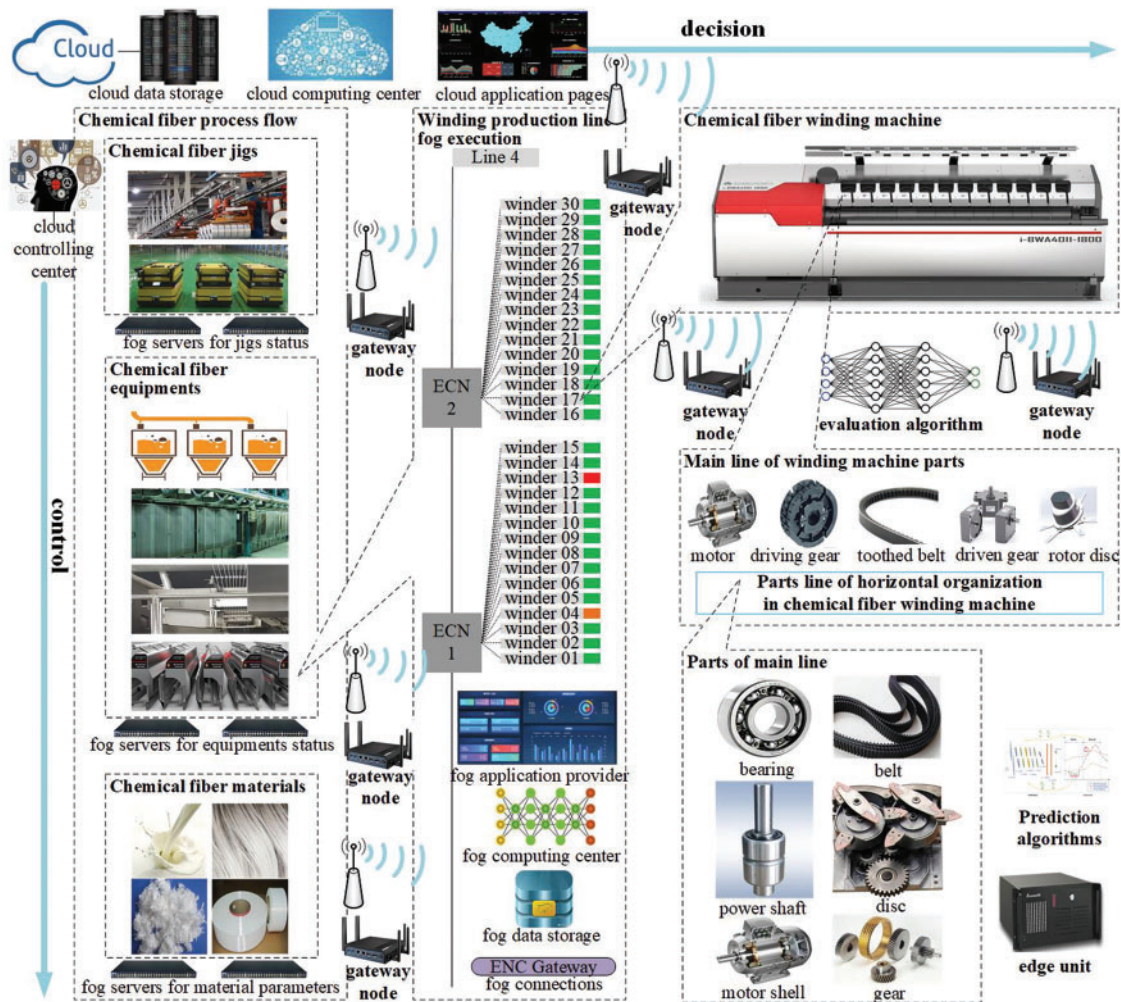 Cloud
decision
cloud data storage
cloud computing center
cloud application pages
Chemical fiber process flow
Chemical fiber jigs
cloud
controlling
center
fog servers for jigs status
Chemical fiber
equipments
control
fog servers for equipments status
Chemical fiber materials
fog servers for material parameters
gateway
node
gateway
node
gateway
node
Winding production line
fog execution
Line 4
winder 30
winder 29
winder 28
winder 27
winder 26
winder 25
winder 24
winder 23
winder 22
winder 21
winder 20
winder 19
winder 18
winder 17
winder 16
ECN
2
winder 15
winder 14
winder 13
winder 12
winder 11
winder 10
winder 09
winder 08
winder 07
winder 06
winder 05
winder 04
winder 03
winder 02
winder 01
ECN
1
fog application provider
fog computing center
fog data storage
ENC Gateway
fog connections
gateway
node
Chemical fiber winding machine
i-BWA40II-1800
gateway
node
evaluation algorithm
gateway
node
Main line of winding machine parts
motor
driving gear
toothed belt
driven gear
rotor disc
Parts line of horizontal organization
in chemical fiber winding machine
Parts of main line
bearing
belt
power shaft
disc
motor shell
gear
Prediction
algorithms
edge unit